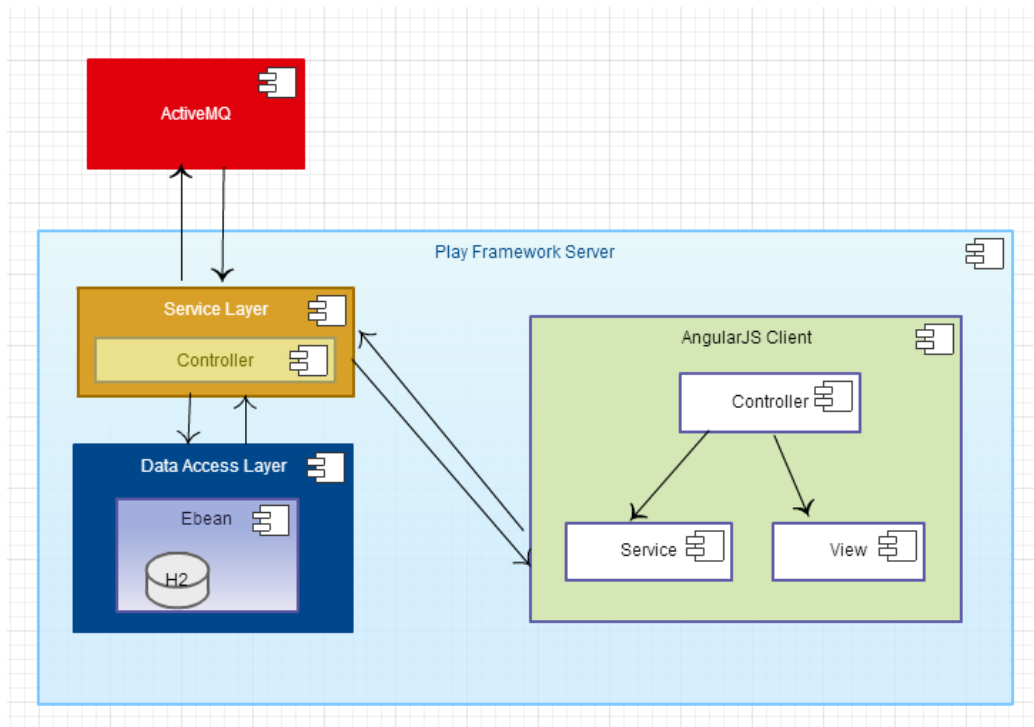 ActiveMQ
Play Framework Server
Service Layer
Controller
AngularJS Client
Controller
Data Access Layer
Ebean
H2
Service
View